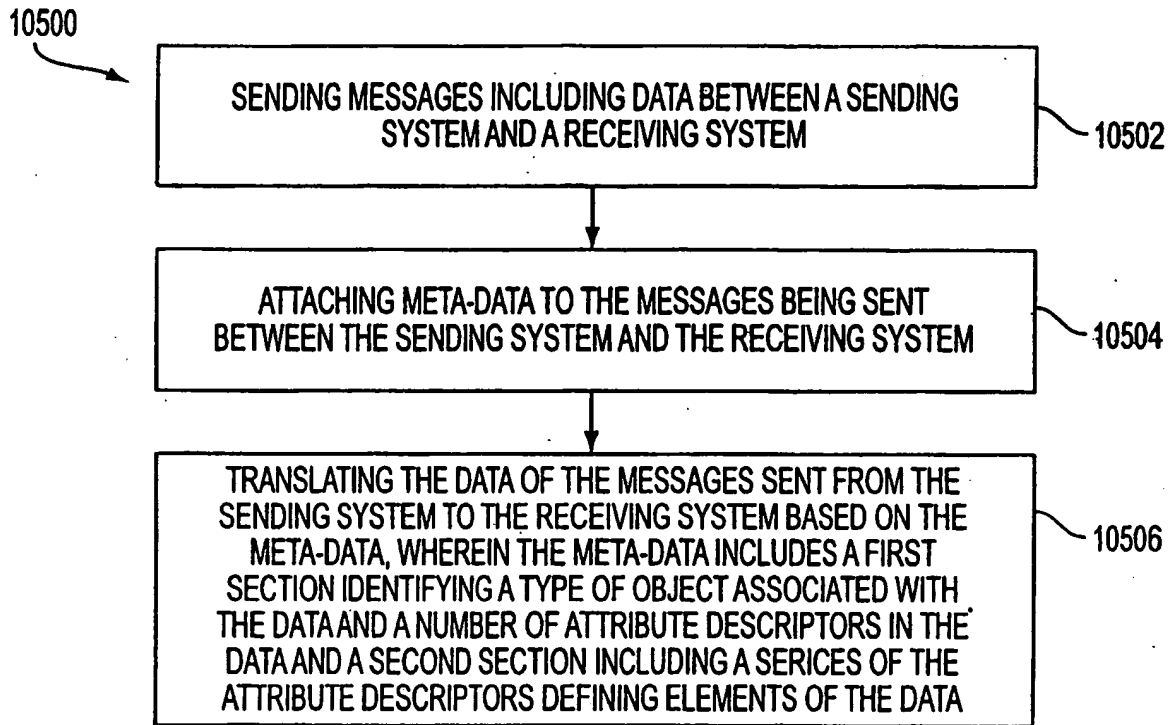 10500
SENDING MESSAGES INCLUDING DATA BETWEEN A SENDING
SYSTEM AND A RECEIVING SYSTEM
10502
ATTACHING META-DATA TO THE MESSAGES BEING SENT
BETWEEN THE SENDING SYSTEM AND THE RECEIVING SYSTEM
10504
TRANSLATING THE DATA OF THE MESSAGES SENT FROM THE
SENDING SYSTEM TO THE RECEIVING SYSTEM BASED ON THE
META-DATA, WHEREIN THE META-DATA INCLUDES A FIRST
SECTION IDENTIFYING A TYPE OF OBJECT ASSOCIATED WITH
THE DATA AND A NUMBER OF ATTRIBUTE DESCRIPTORS IN THE
DATA AND A SECOND SECTION INCLUDING A SERICES OF THE
ATTRIBUTE DESCRIPTORS DEFINING ELEMENTS OF THE DATA
10506